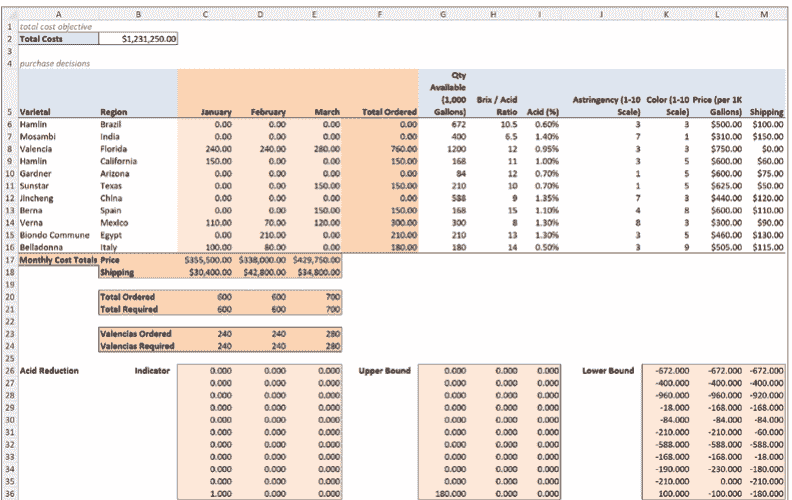 A B C D E F G H I J K L M
1 total cost objective
2 Total Costs $1,231,250.00
3
4 purchase decisions
5 Varietal Region January February March Total Ordered Qty Available (1,000 Gallons) Brix / Acid Ratio Acid (%) Astringency (1-10 Scale) Color (1-10 Scale) Price (per 1K Gallons) Shipping
6 Hamlin Brazil 0.00 0.00 0.00 0.00 672 10.5 0.60% 3 3 $500.00 $100.00
7 Mosambi India 0.00 0.00 0.00 0.00 400 6.5 1.40% 7 1 $310.00 $150.00
8 Valencia Florida 240.00 240.00 280.00 760.00 1200 12 0.95% 3 3 $750.00 $0.00
9 Hamlin California 150.00 0.00 0.00 150.00 168 11 1.00% 3 5 $600.00 $60.00
10 Gardner Arizona 0.00 0.00 0.00 0.00 84 12 0.70% 1 5 $600.00 $75.00
11 Sunstar Texas 0.00 0.00 150.00 150.00 210 10 0.70% 1 5 $625.00 $50.00
12 Jincheng China 0.00 0.00 0.00 0.00 588 9 1.35% 7 3 $440.00 $120.00
13 Berna Spain 0.00 0.00 150.00 150.00 168 15 1.10% 4 8 $600.00 $110.00
14 Verna Mexico 110.00 70.00 120.00 300.00 300 8 1.30% 8 3 $300.00 $90.00
15 Biondo Commune Egypt 0.00 210.00 0.00 210.00 210 13 1.30% 3 5 $460.00 $130.00
16 Belladonna Italy 100.00 80.00 0.00 180.00 180 14 0.50% 3 9 $505.00 $115.00
17 Monthly Cost Totals Price $355,500.00 $338,000.00 $429,750.00
18 Shipping $30,400.00 $42,800.00 $34,800.00
19
20 Total Ordered 600 600 700
21 Total Required 600 600 700
22
23 Valencias Ordered 240 240 280
24 Valencias Required 240 240 280
25
26 Acid Reduction Indicator 0.000 0.000 0.000 Upper Bound 0.000 0.000 0.000 Lower Bound -672.000 -672.000 -672.000
27 0.000 0.000 0.000 0.000 0.000 0.000 -400.000 -400.000 -400.000
28 0.000 0.000 0.000 0.000 0.000 0.000 -960.000 -960.000 -920.000
29 0.000 0.000 0.000 0.000 0.000 0.000 -18.000 -168.000 -168.000
30 0.000 0.000 0.000 0.000 0.000 0.000 -84.000 -84.000 -84.000
31 0.000 0.000 0.000 0.000 0.000 0.000 -210.000 -210.000 -60.000
32 0.000 0.000 0.000 0.000 0.000 0.000 -588.000 -588.000 -588.000
33 0.000 0.000 0.000 0.000 0.000 0.000 -168.000 -168.000 -18.000
34 0.000 0.000 0.000 0.000 0.000 0.000 -190.000 -230.000 -180.000
35 0.000 0.000 0.000 0.000 0.000 0.000 -210.000 0.000 -210.000
36 1.000 0.000 0.000 180.000 0.000 0.000 100.000 -100.000 -180.000